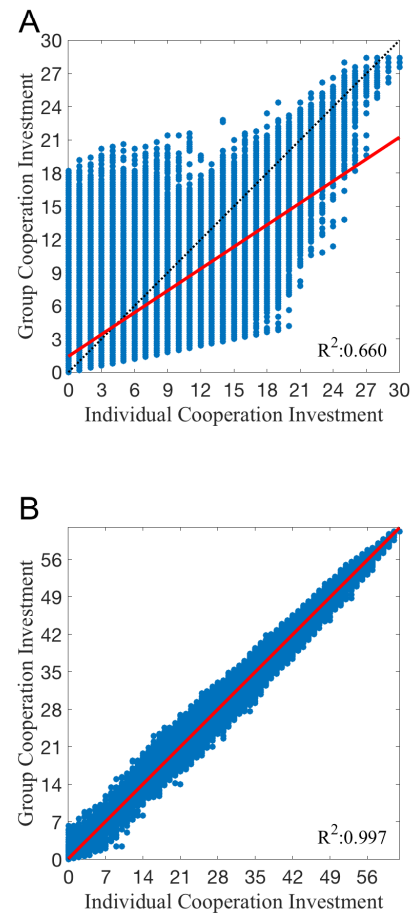 A
30
27
24
21
18
15
12
9
6
3
0
Group Cooperation Investment
R²:0.660
0 3 6 9 12 15 18 21 24 27 30
Individual Cooperation Investment
B
56
49
42
35
28
21
14
7
0
Group Cooperation Investment
R²:0.997
0 7 14 21 28 35 42 49 56
Individual Cooperation Investment